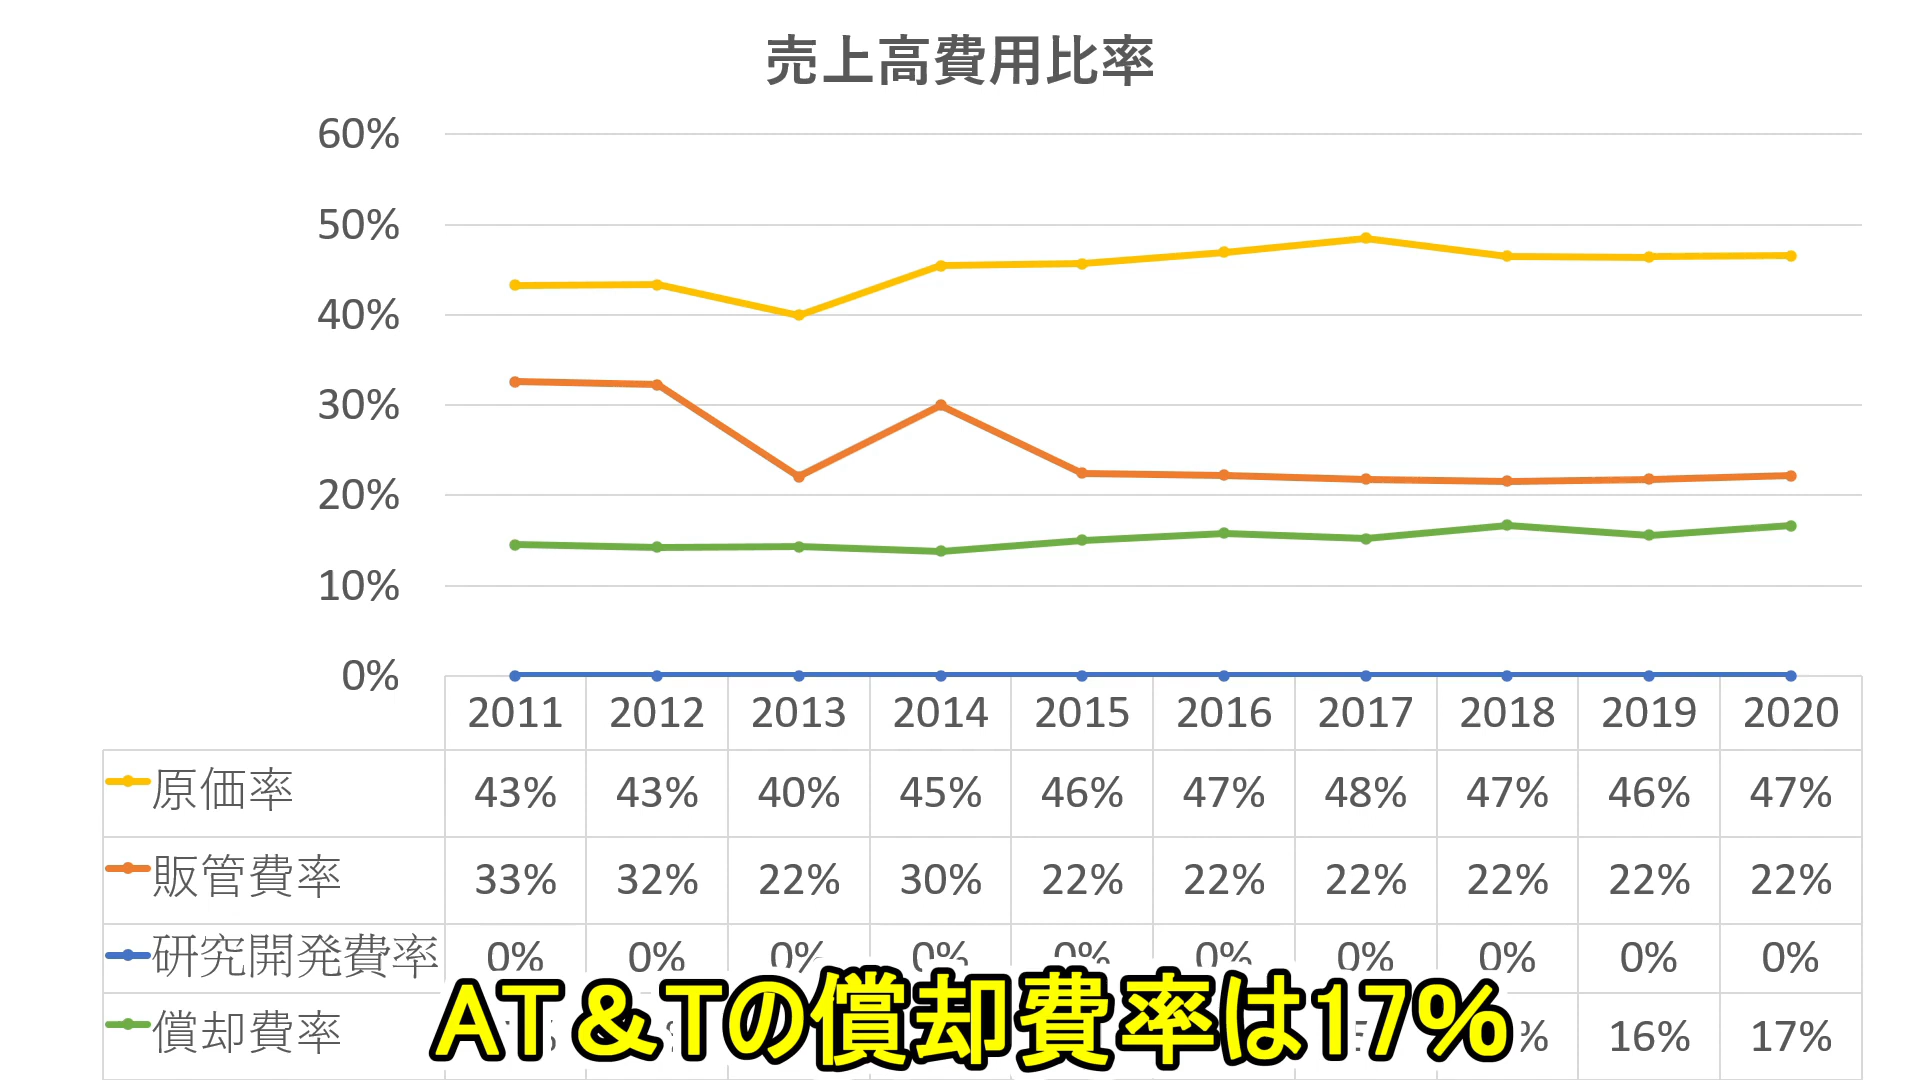 売上高費用比率
60%
50%
40%
30%
20%
10%
0%
2011 2012 2013 2014 2015 2016 2017 2018 2019 2020
原価率 43% 43% 40% 45% 46% 47% 48% 47% 46% 47%
販管費率 33% 32% 22% 30% 22% 22% 22% 22% 22% 22%
研究開発費率 0% 0% 0% 0% 0% 0% 0% 0% 0% 0%
償却費率 16% 17%
AT&Tの償却費率は17%